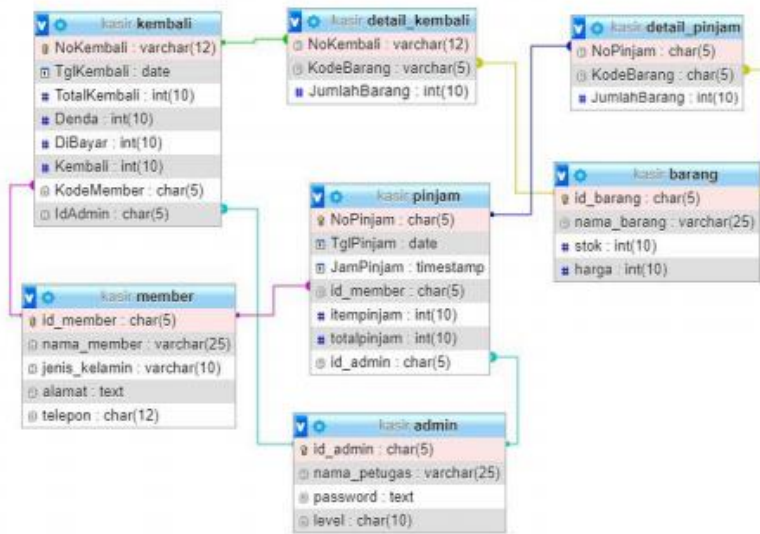 kasir kembali
NoKembali : varchar(12)
TglKembali : date
TotalKembali : int(10)
Denda : int(10)
DiBayar : int(10)
Kembali : int(10)
KodeMember : char(5)
IdAdmin : char(5)
kasir detail_kembali
NoKembali : varchar(12)
KodeBarang : varchar(5)
JumlahBarang : int(10)
kasir detail_pinjam
NoPinjam : char(5)
KodeBarang : char(5)
JumlahBarang : int(10)
kasir barang
id_barang : char(5)
nama_barang : varchar(25)
stok : int(10)
harga : int(10)
kasir pinjam
NoPinjam : char(5)
TglPinjam : date
JamPinjam : timestamp
id_member : char(5)
itempinjam : int(10)
totalpinjam : int(10)
id_admin : char(5)
kasir member
id_member : char(5)
nama_member : varchar(25)
jenis_kelamin : varchar(10)
alamat : text
telepon : char(12)
kasir admin
id_admin : char(5)
nama_petugas : varchar(25)
password : text
level : char(10)